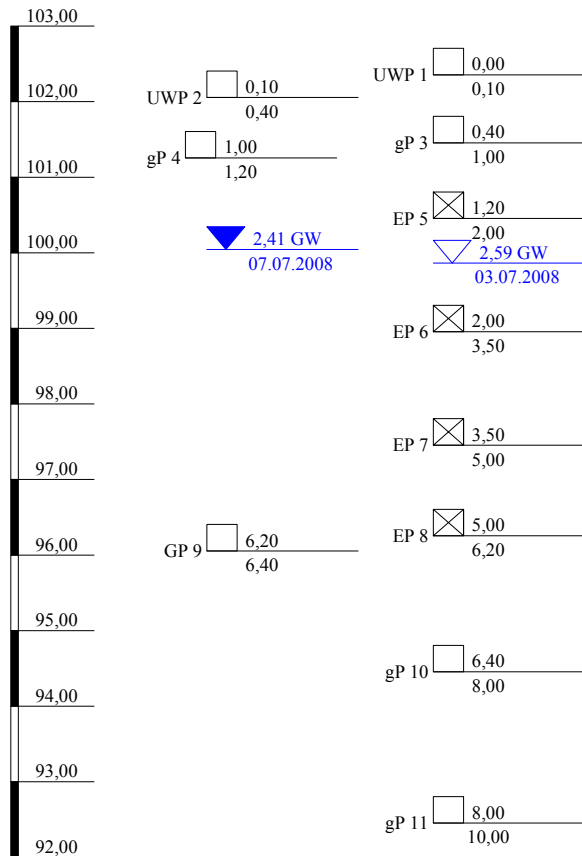 103,00
UWP 1 0,00
0,10
102,00
UWP 2 0,10
0,40
gP 3 0,40
1,00
gP 4 1,00
1,20
101,00
EP 5 1,20
2,00
100,00
2,41 GW
07.07.2008
2,59 GW
03.07.2008
99,00
EP 6 2,00
3,50
98,00
EP 7 3,50
5,00
97,00
EP 8 5,00
6,20
96,00
GP 9 6,20
6,40
95,00
gP 10 6,40
8,00
94,00
93,00
gP 11 8,00
10,00
92,00